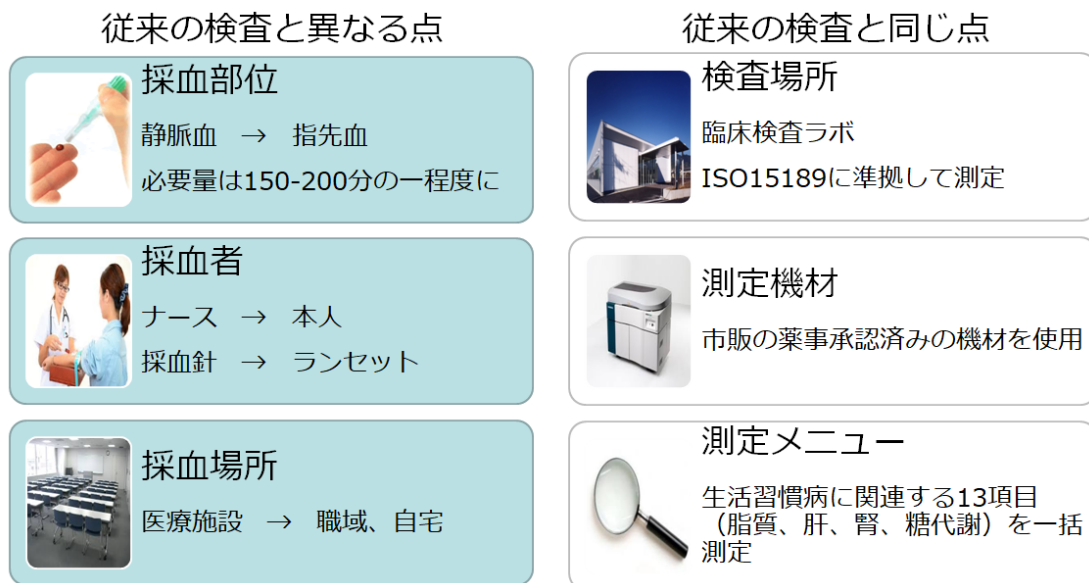 従来の検査と異なる点
採血部位
静脈血　→　指先血
必要量は150-200分の一程度に
採血者
ナース　→　本人
採血針　→　ランセット
採血場所
医療施設　→　職域、自宅
従来の検査と同じ点
検査場所
臨床検査ラボ
ISO15189に準拠して測定
測定機材
市販の薬事承認済みの機材を使用
測定メニュー
生活習慣病に関連する13項目
（脂質、肝、腎、糖代謝）を一括
測定